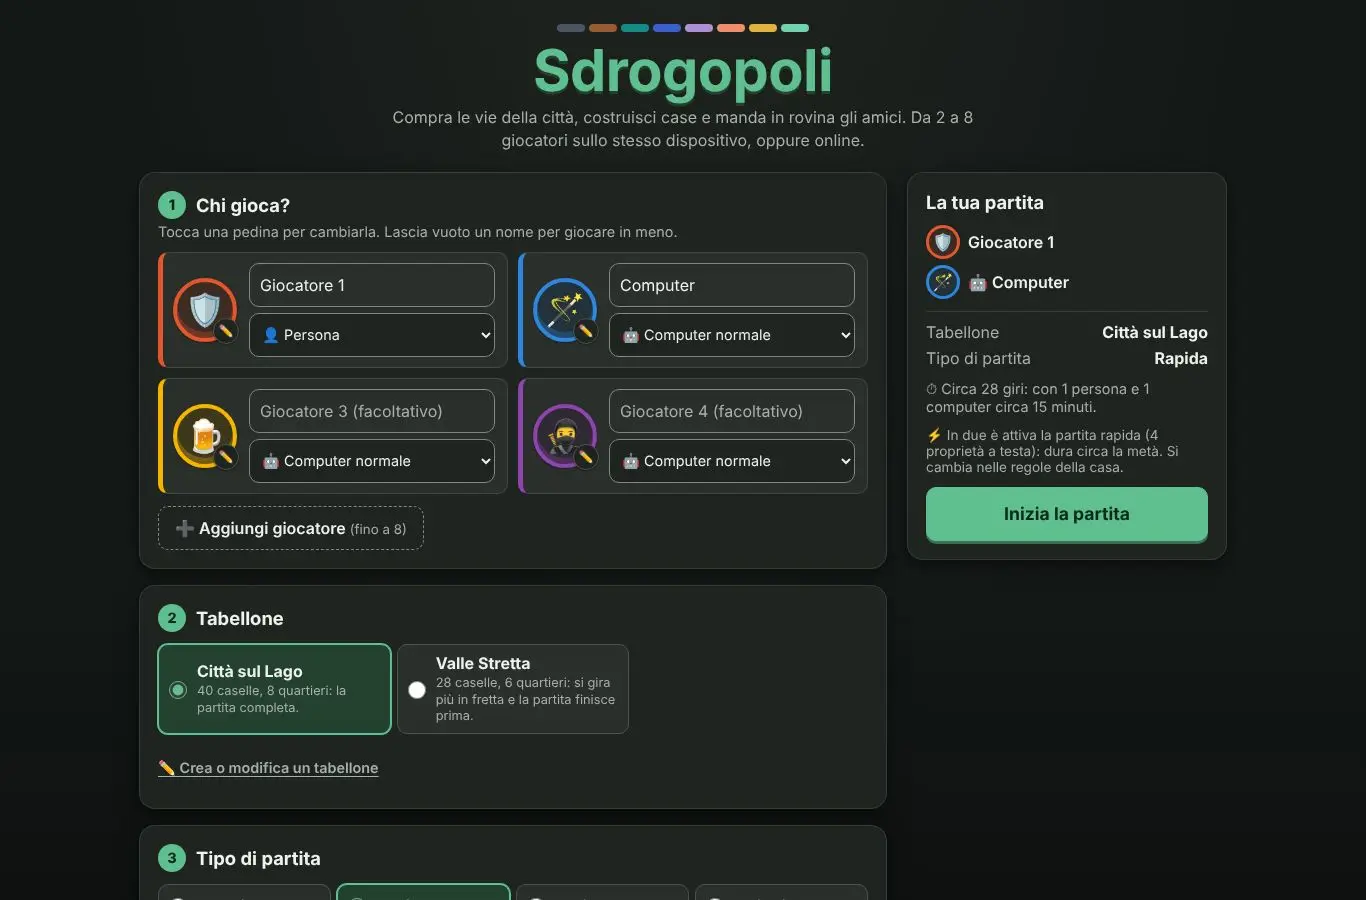 Sdrogopoli
Compra le vie della città, costruisci case e manda in rovina gli amici. Da 2 a 8
giocatori sullo stesso dispositivo, oppure online.
1 Chi gioca?
Tocca una pedina per cambiarla. Lascia vuoto un nome per giocare in meno.
Giocatore 1
Persona
Computer
Computer normale
Giocatore 3 (facoltativo)
Computer normale
Giocatore 4 (facoltativo)
Computer normale
Aggiungi giocatore (fino a 8)
2 Tabellone
Città sul Lago
40 caselle, 8 quartieri: la
partita completa.
Valle Stretta
28 caselle, 6 quartieri: si gira
più in fretta e la partita finisce
prima.
Crea o modifica un tabellone
3 Tipo di partita
La tua partita
Giocatore 1
Computer
Tabellone Città sul Lago
Tipo di partita Rapida
Circa 28 giri: con 1 persona e 1
computer circa 15 minuti.
In due è attiva la partita rapida (4
proprietà a testa): dura circa la metà. Si
cambia nelle regole della casa.
Inizia la partita